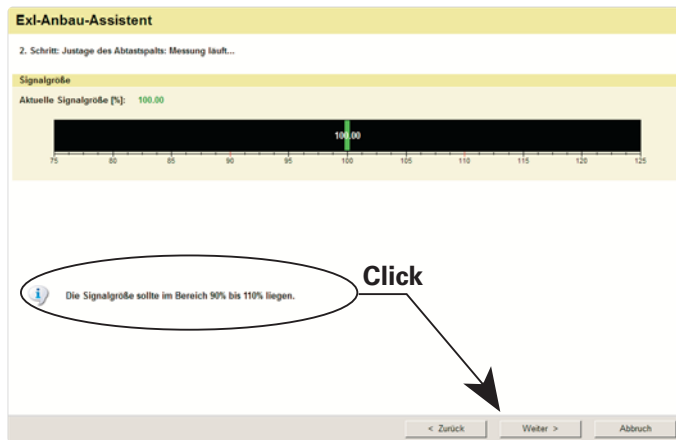 ExI-Anbau-Assistent
2. Schritt: Justage des Abtastspalts: Messung läuft...
Signalgröße
Aktuelle Signalgröße [%]: 100.00
100.00
75 80 85 90 95 100 105 110 115 120 125
Click
Die Signalgröße sollte im Bereich 90% bis 110% liegen.
< Zurück Weiter > Abbruch